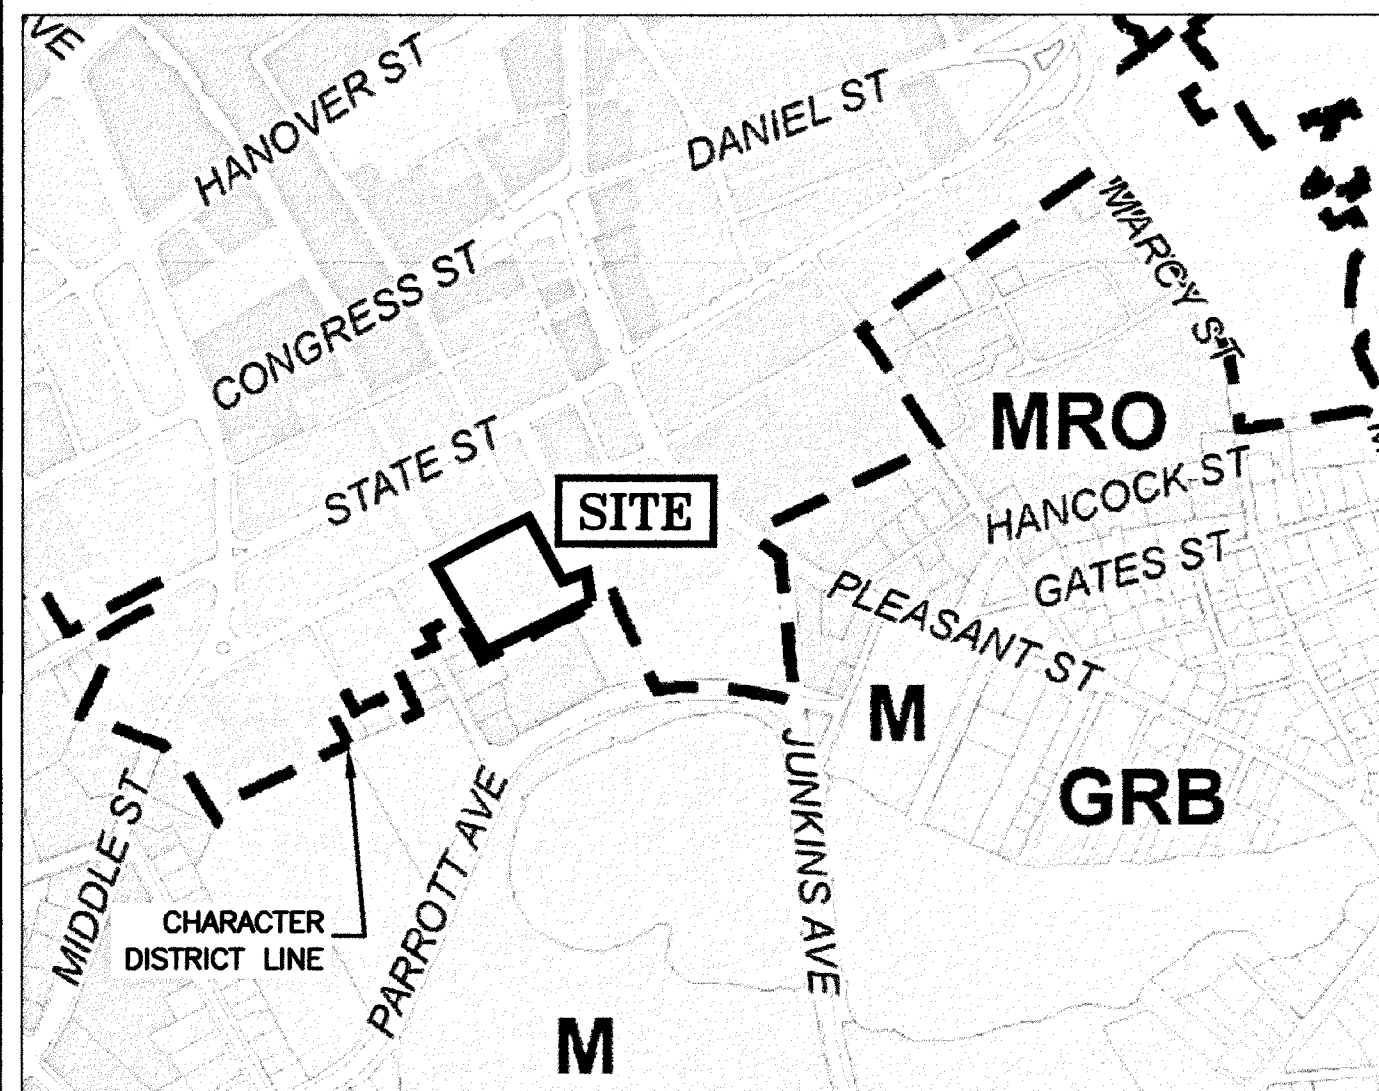 VE
HANOVER ST
DANIEL ST
MARCY ST
CONGRESS ST
STATE ST
MRO
SITE
HANCOCK ST
GATES ST
PLEASANT ST
M
GRB
JUNKINS AVE
MIDDLE ST
PARROTT AVE
CHARACTER
DISTRICT LINE
M